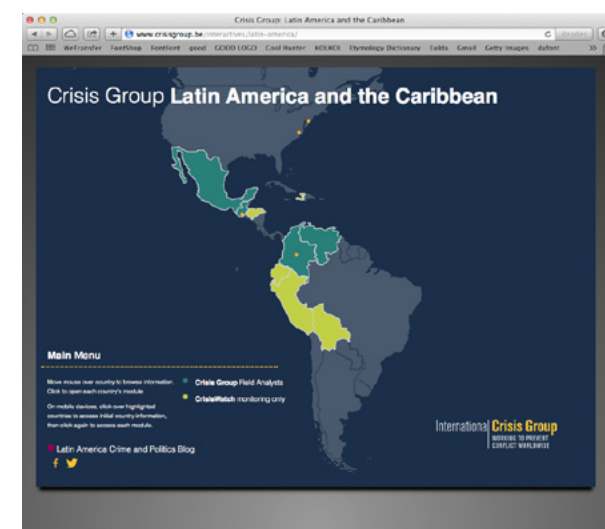 Crisis Group: Latin America and the Caribbean
www.crisisgroup.be/interactives/latin-america/
Reader
WeTransfer FontShop FontFont good GOOD LOGO Cool Hunter Etymology Dictionary Gmail Getty Images dafont
Crisis Group Latin America and the Caribbean
Main Menu
Move mouse over country to browse information.
Click to open each country's module
On mobile devices, click over highlighted
countries to access initial country information,
then click again to access each module.
Crisis Group Field Analysts
CrisisWatch monitoring only
Latin America Crime and Politics Blog
International Crisis Group
WORKING TO PREVENT
CONFLICT WORLDWIDE